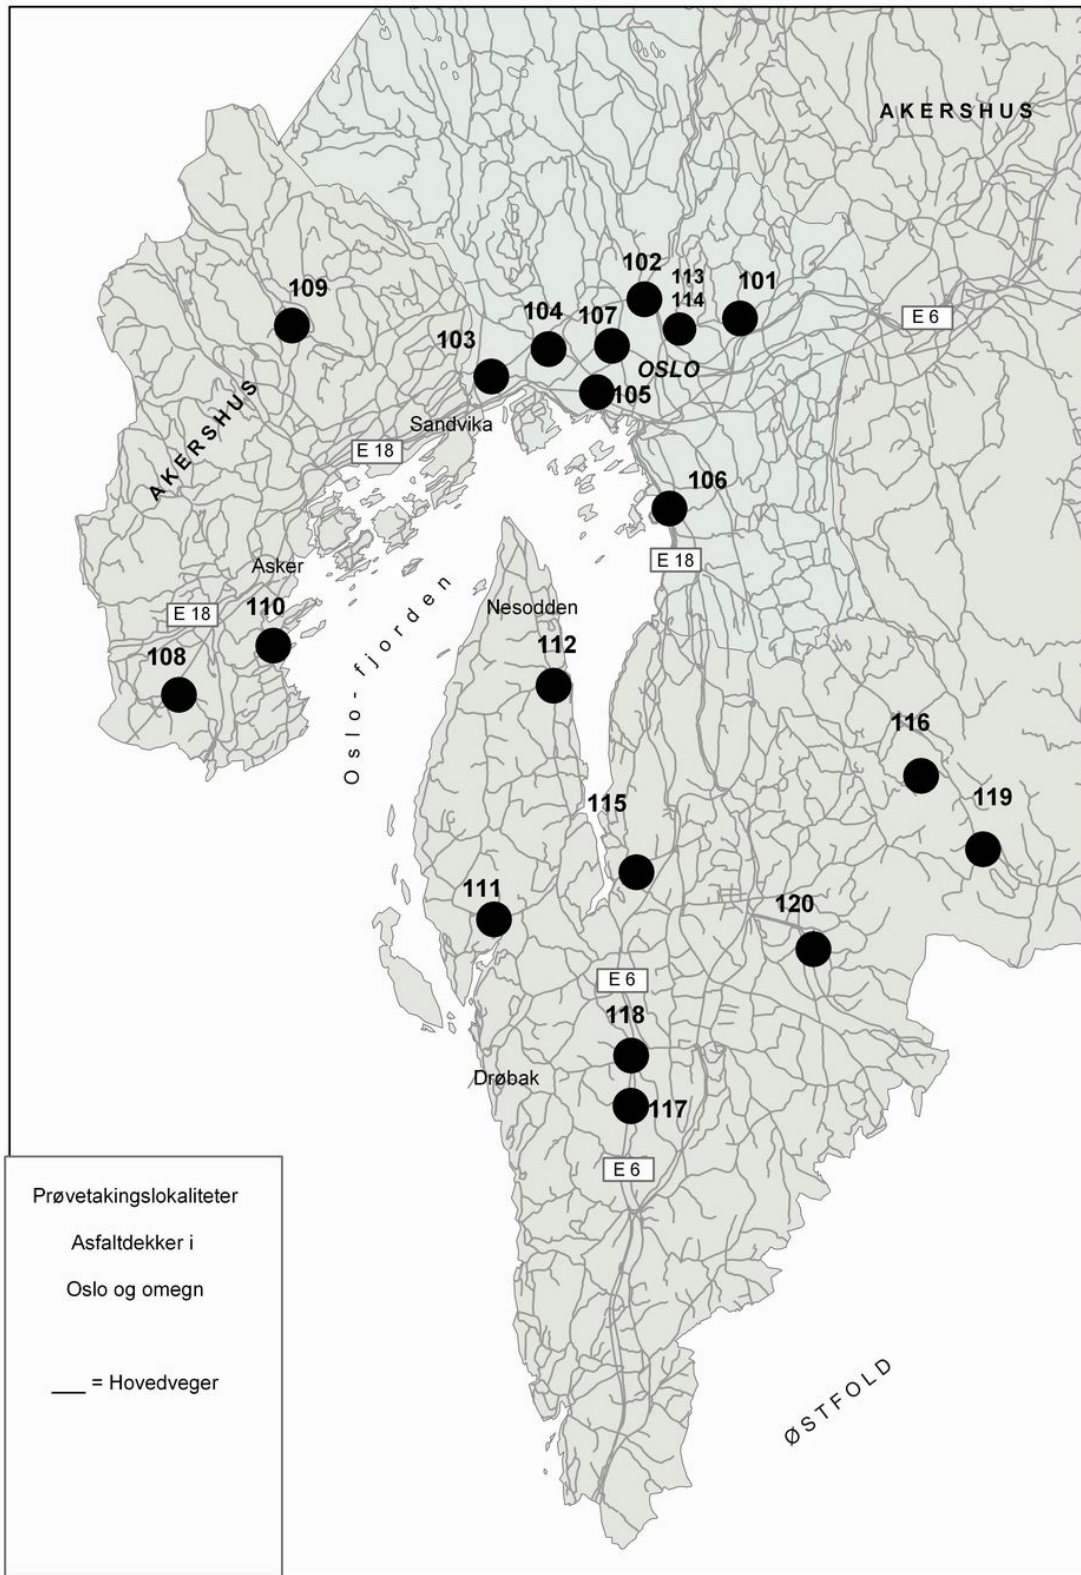 AKERSHUS
102
113
101
109
114
E 6
104
107
103
OSLO
105
Sandvika
AKERSHUS
E 18
106
E 18
Asker
Oslo-fjorden
Nesodden
E 18
110
112
108
116
119
115
111
120
E 6
118
Drøbak
117
E 6
Prøvetakingslokaliteter
Asfaltdekker i
Oslo og omegn
___ = Hovedveger
ØSTFOLD